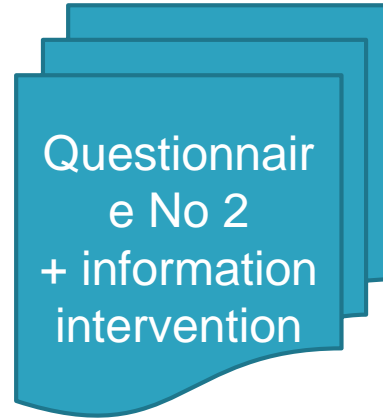 Questionnair
e No 2
+ information
intervention